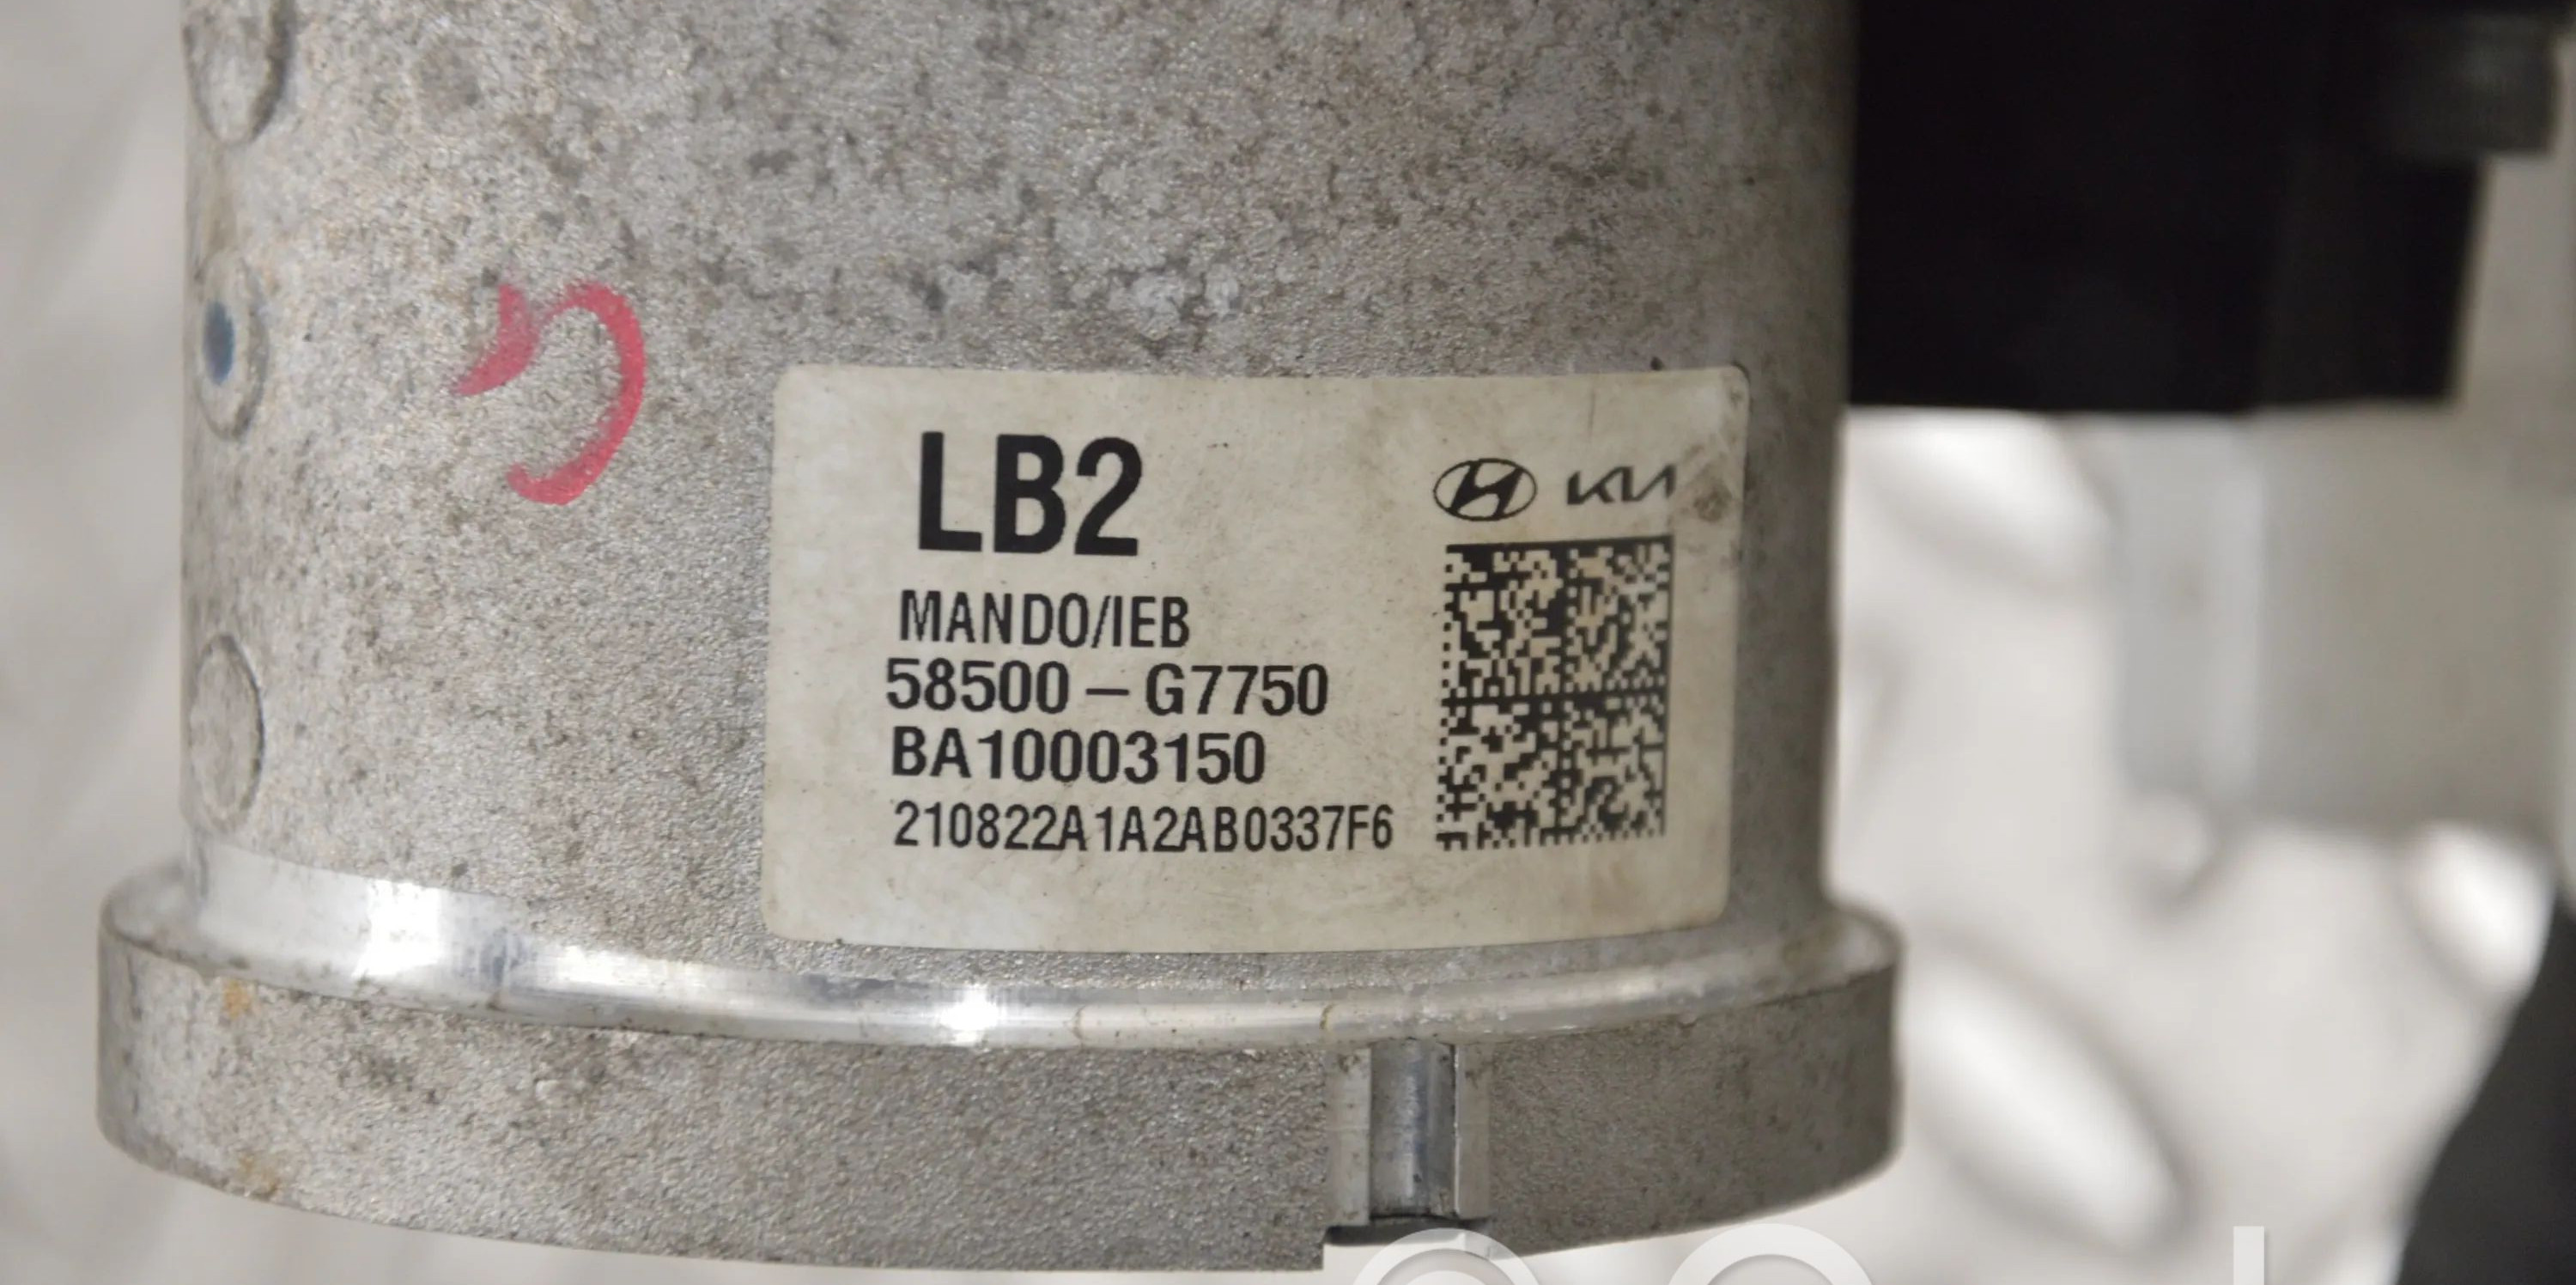 LB2
KIA
MANDO/IEB
58500-G7750
BA10003150
210822A1A2AB0337F6